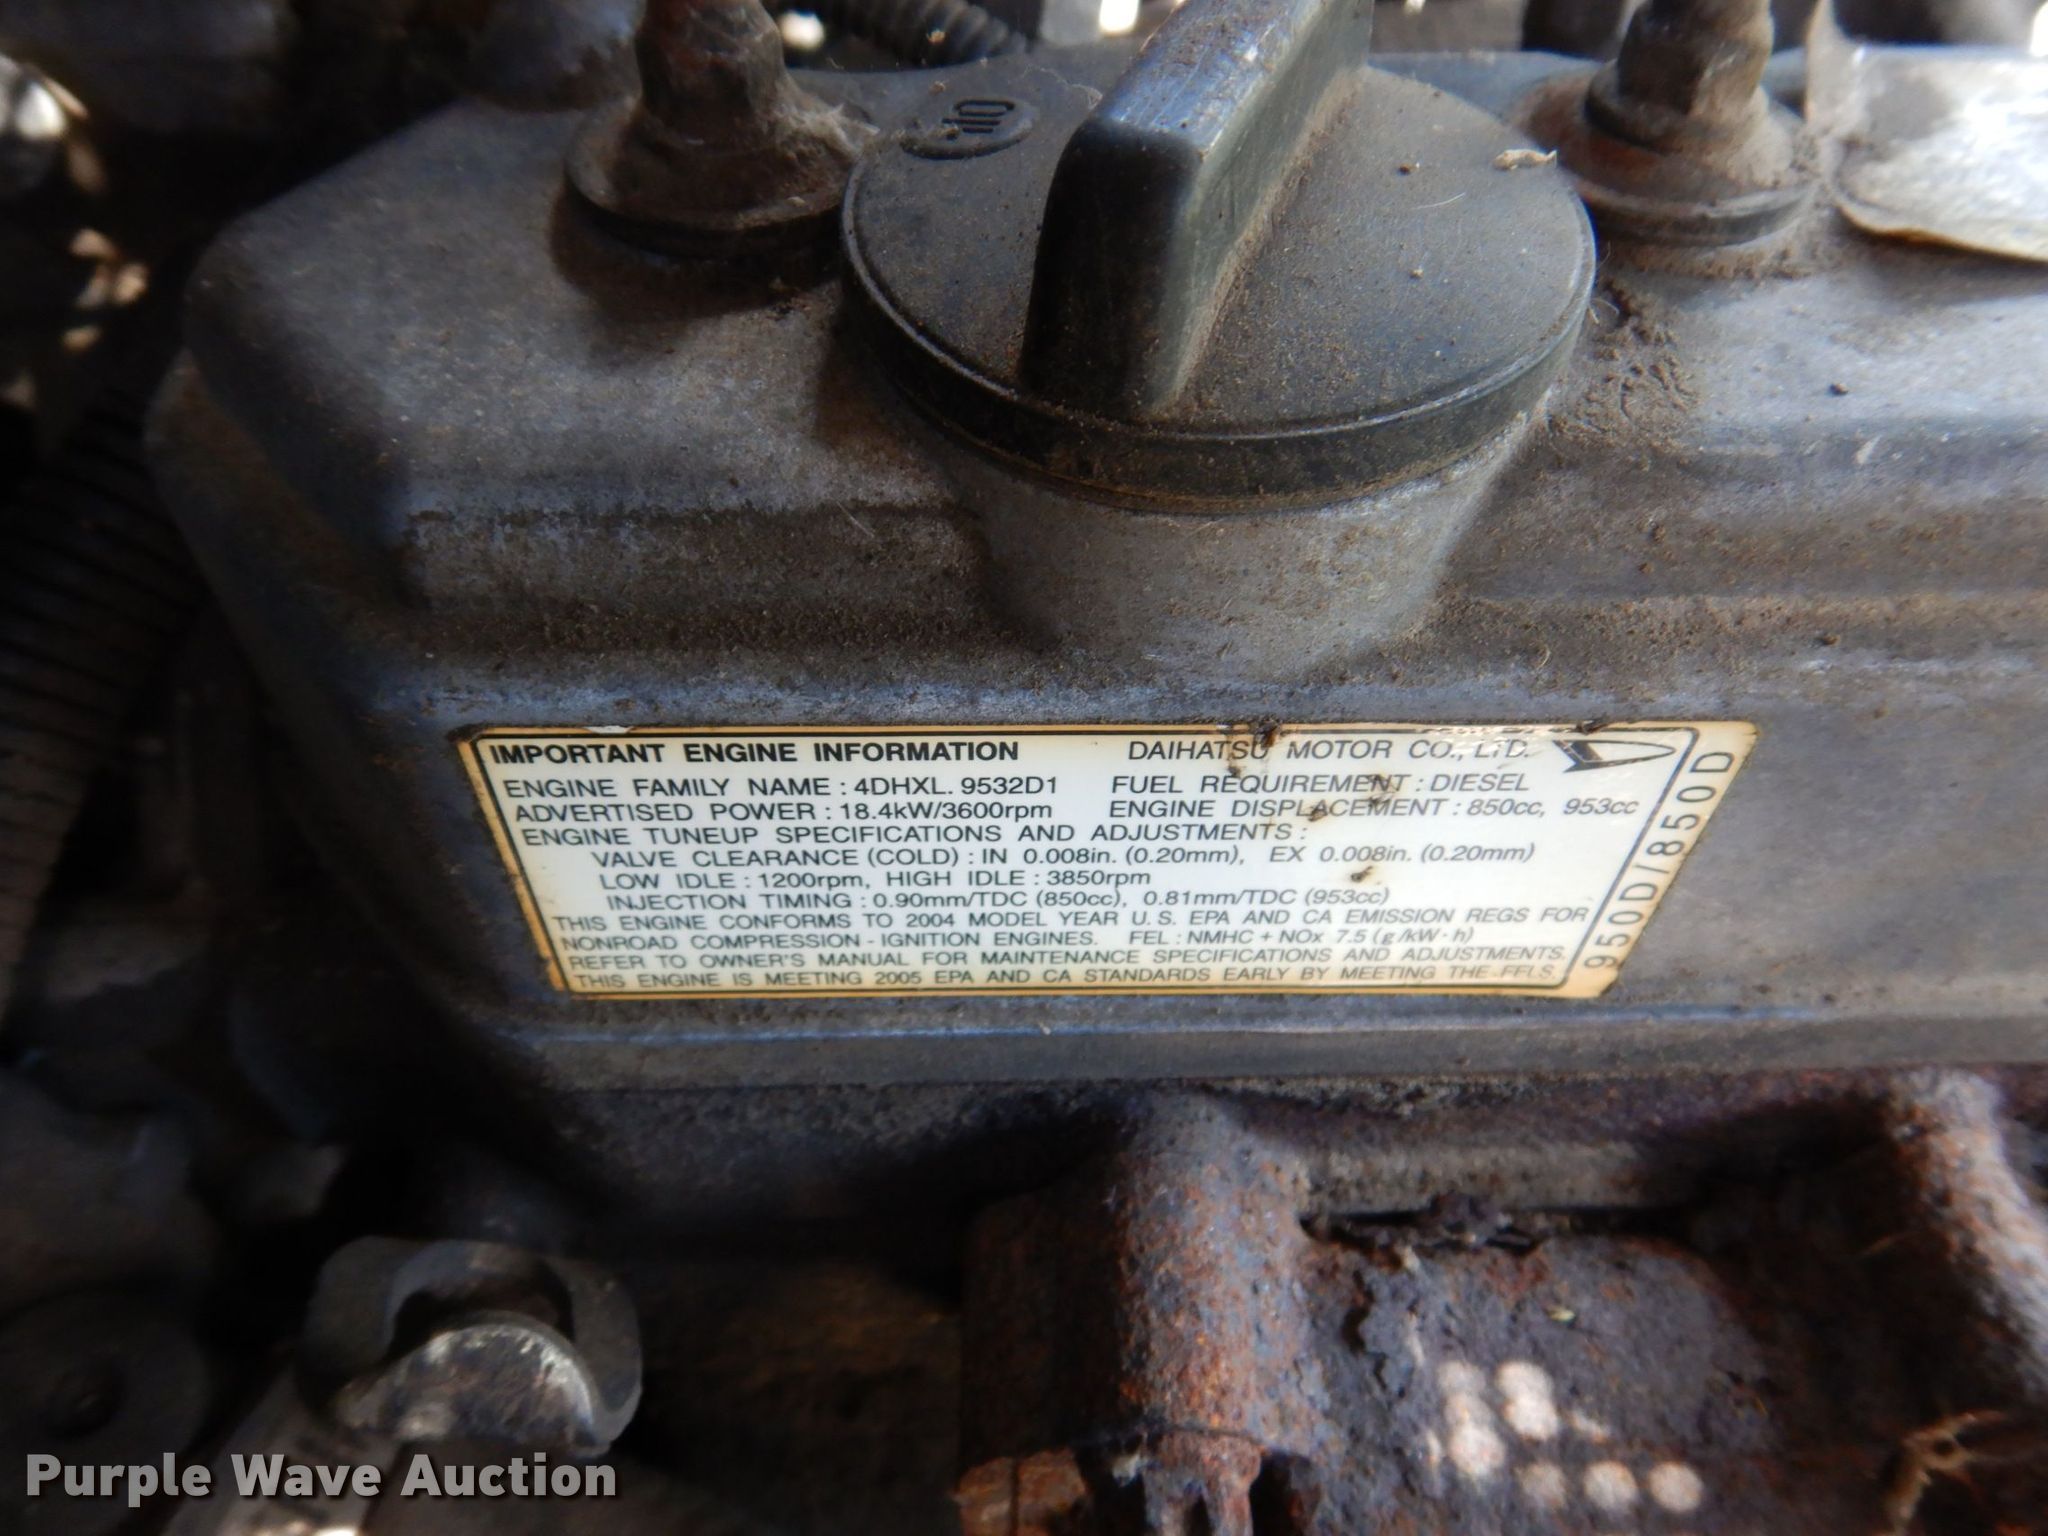 OIL
IMPORTANT ENGINE INFORMATION DAIHATSU MOTOR CO., LTD.
ENGINE FAMILY NAME : 4DHXL. 9532D1 FUEL REQUIREMENT : DIESEL
ADVERTISED POWER : 18.4kW/3600rpm ENGINE DISPLACEMENT : 850cc, 953cc
ENGINE TUNEUP SPECIFICATIONS AND ADJUSTMENTS :
VALVE CLEARANCE (COLD) : IN 0.008in. (0.20mm), EX 0.008in. (0.20mm)
LOW IDLE : 1200rpm, HIGH IDLE : 3850rpm
INJECTION TIMING : 0.90mm/TDC (850cc), 0.81mm/TDC (953cc)
THIS ENGINE CONFORMS TO 2004 MODEL YEAR U.S. EPA AND CA EMISSION REGS FOR
NONROAD COMPRESSION - IGNITION ENGINES. FEL : NMHC + NOx 7.5 (g/kW·h)
REFER TO OWNER'S MANUAL FOR MAINTENANCE SPECIFICATIONS AND ADJUSTMENTS.
THIS ENGINE IS MEETING 2005 EPA AND CA STANDARDS EARLY BY MEETING THE FELS.
950D/850D
Purple Wave Auction